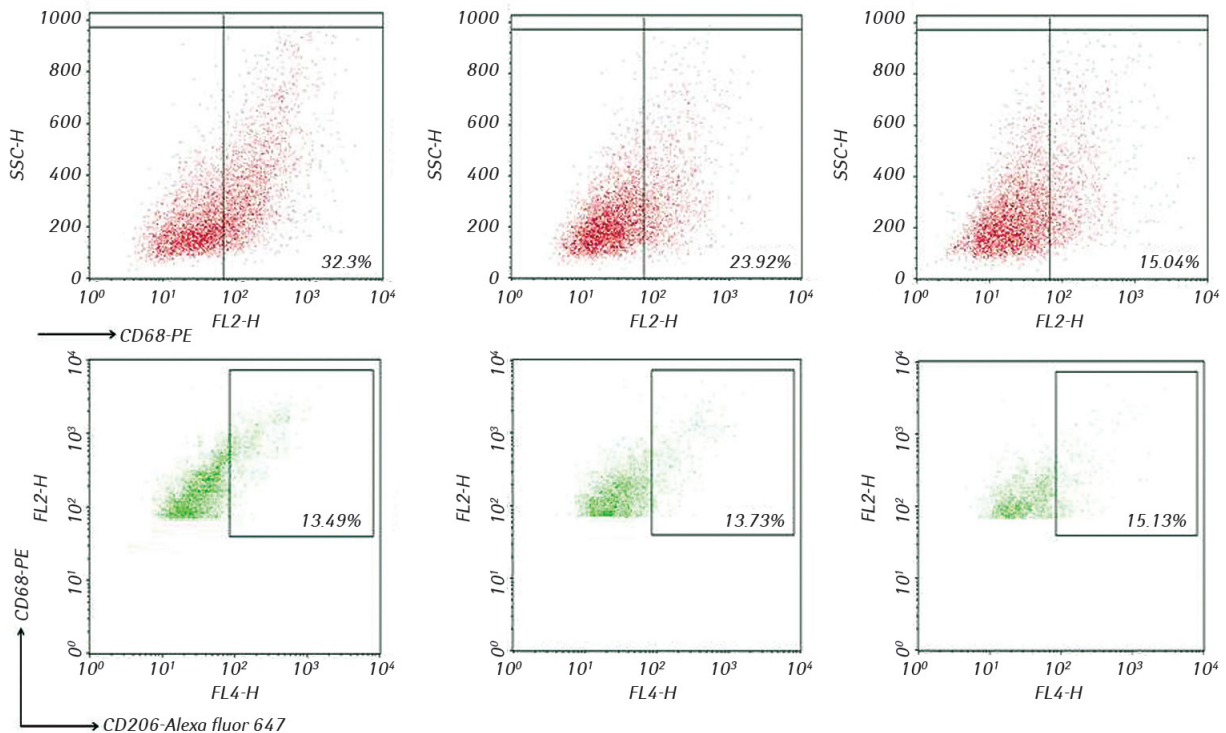 1000
800
600
400
200
0
SSC-H
32.3%
10⁰ 10¹ 10² 10³ 10⁴
FL2-H
CD68-PE
1000
800
600
400
200
0
SSC-H
23.92%
10⁰ 10¹ 10² 10³ 10⁴
FL2-H
1000
800
600
400
200
0
SSC-H
15.04%
10⁰ 10¹ 10² 10³ 10⁴
FL2-H
10⁴
10³
10²
10¹
0⁰
FL2-H
13.49%
10⁰ 10¹ 10² 10³ 10⁴
FL4-H
CD68-PE
CD206-Alexa fluor 647
10⁴
10³
10²
10¹
0⁰
FL2-H
13.73%
10⁰ 10¹ 10² 10³ 10⁴
FL4-H
10⁴
10³
10²
10¹
0⁰
FL2-H
15.13%
10⁰ 10¹ 10² 10³ 10⁴
FL4-H